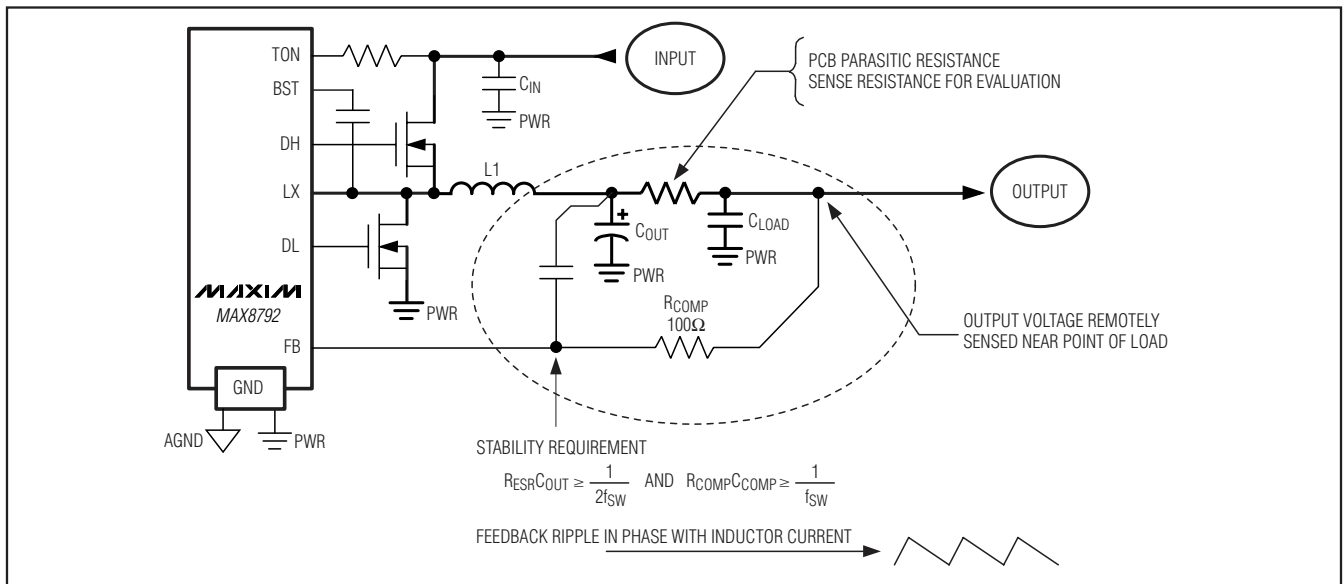 TON
BST
DH
LX
DL
FB
MAXIM
MAX8792
GND
AGND
PWR
INPUT
CIN
PWR
L1
PWR
COUT
PWR
CLOAD
PWR
RCOMP
100Ω
PCB PARASITIC RESISTANCE
SENSE RESISTANCE FOR EVALUATION
OUTPUT
OUTPUT VOLTAGE REMOTELY
SENSED NEAR POINT OF LOAD
STABILITY REQUIREMENT
RESRCOUT ≥ 1/2fSW AND RCOMPCCOMP ≥ 1/fSW
FEEDBACK RIPPLE IN PHASE WITH INDUCTOR CURRENT